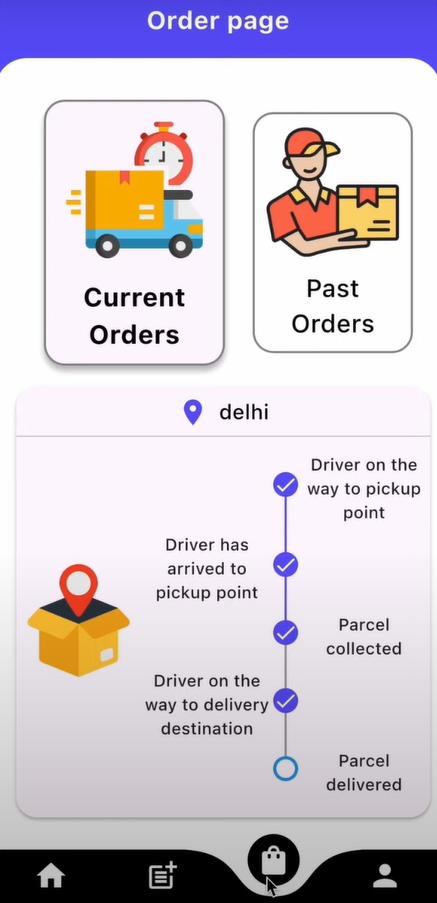 Order page
Current
Orders
Past
Orders
delhi
Driver on the
way to pickup
point
Driver has
arrived to
pickup point
Parcel
collected
Driver on the
way to delivery
destination
Parcel
delivered